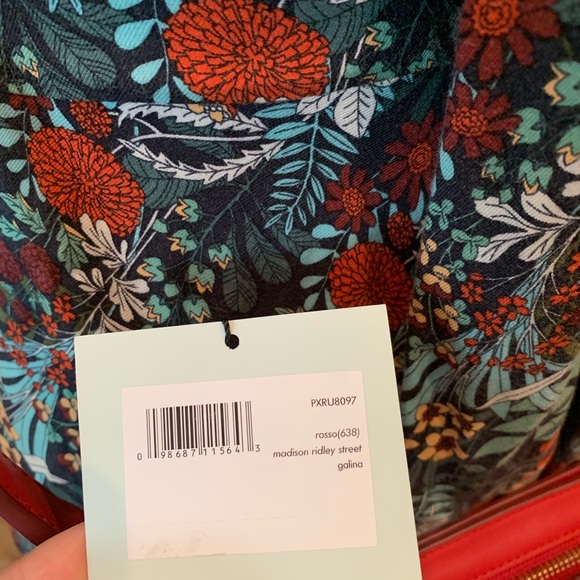 PXRU8097
rosso(638)
madison ridley street
galina
0 98687 11564 3